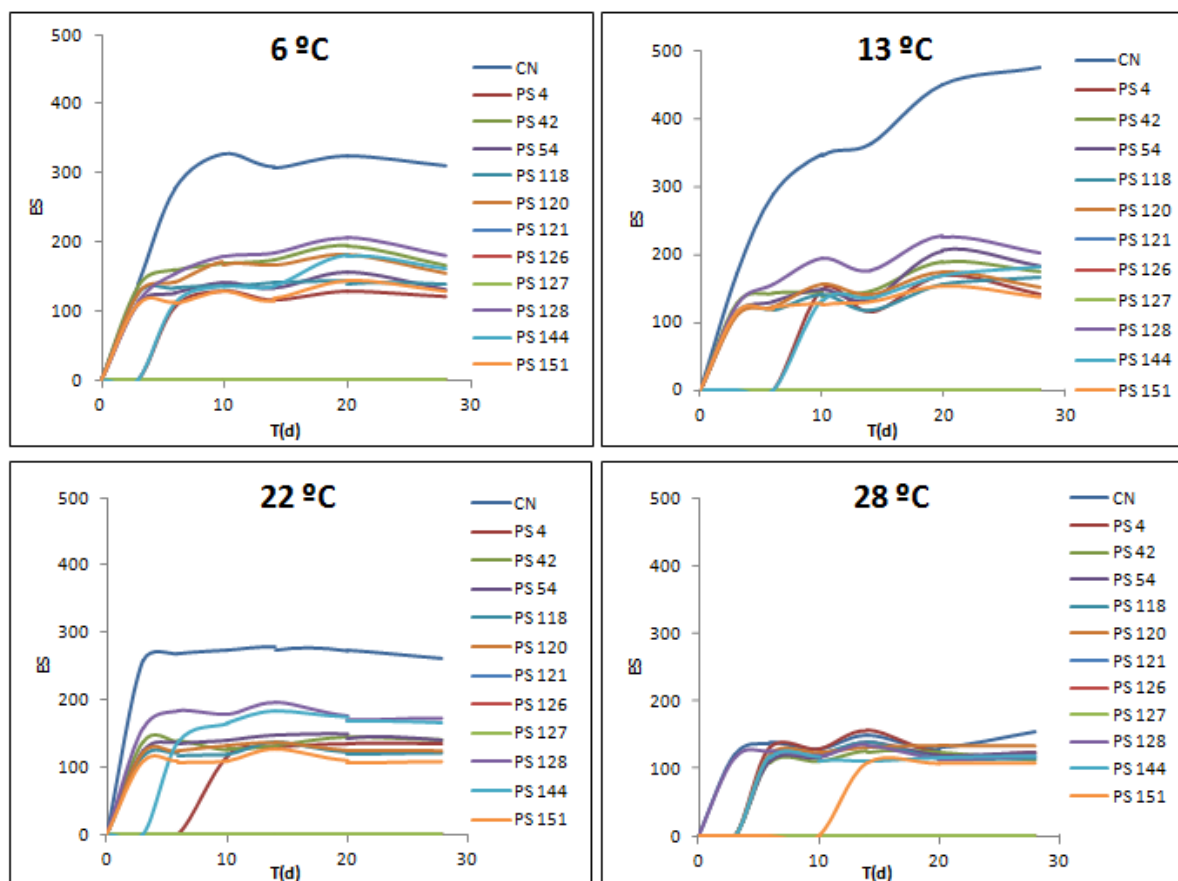 6 ºC
500
400
300
200
100
0
ES
0
10
20
30
T(d)
CN
PS 4
PS 42
PS 54
PS 118
PS 120
PS 121
PS 126
PS 127
PS 128
PS 144
PS 151
13 ºC
500
400
300
200
100
0
ES
0
10
20
30
T(d)
CN
PS 4
PS 42
PS 54
PS 118
PS 120
PS 121
PS 126
PS 127
PS 128
PS 144
PS 151
22 ºC
500
400
300
200
100
0
ES
0
10
20
30
T(d)
CN
PS 4
PS 42
PS 54
PS 118
PS 120
PS 121
PS 126
PS 127
PS 128
PS 144
PS 151
28 ºC
500
400
300
200
100
0
ES
0
10
20
30
T(d)
CN
PS 4
PS 42
PS 54
PS 118
PS 120
PS 121
PS 126
PS 127
PS 128
PS 144
PS 151